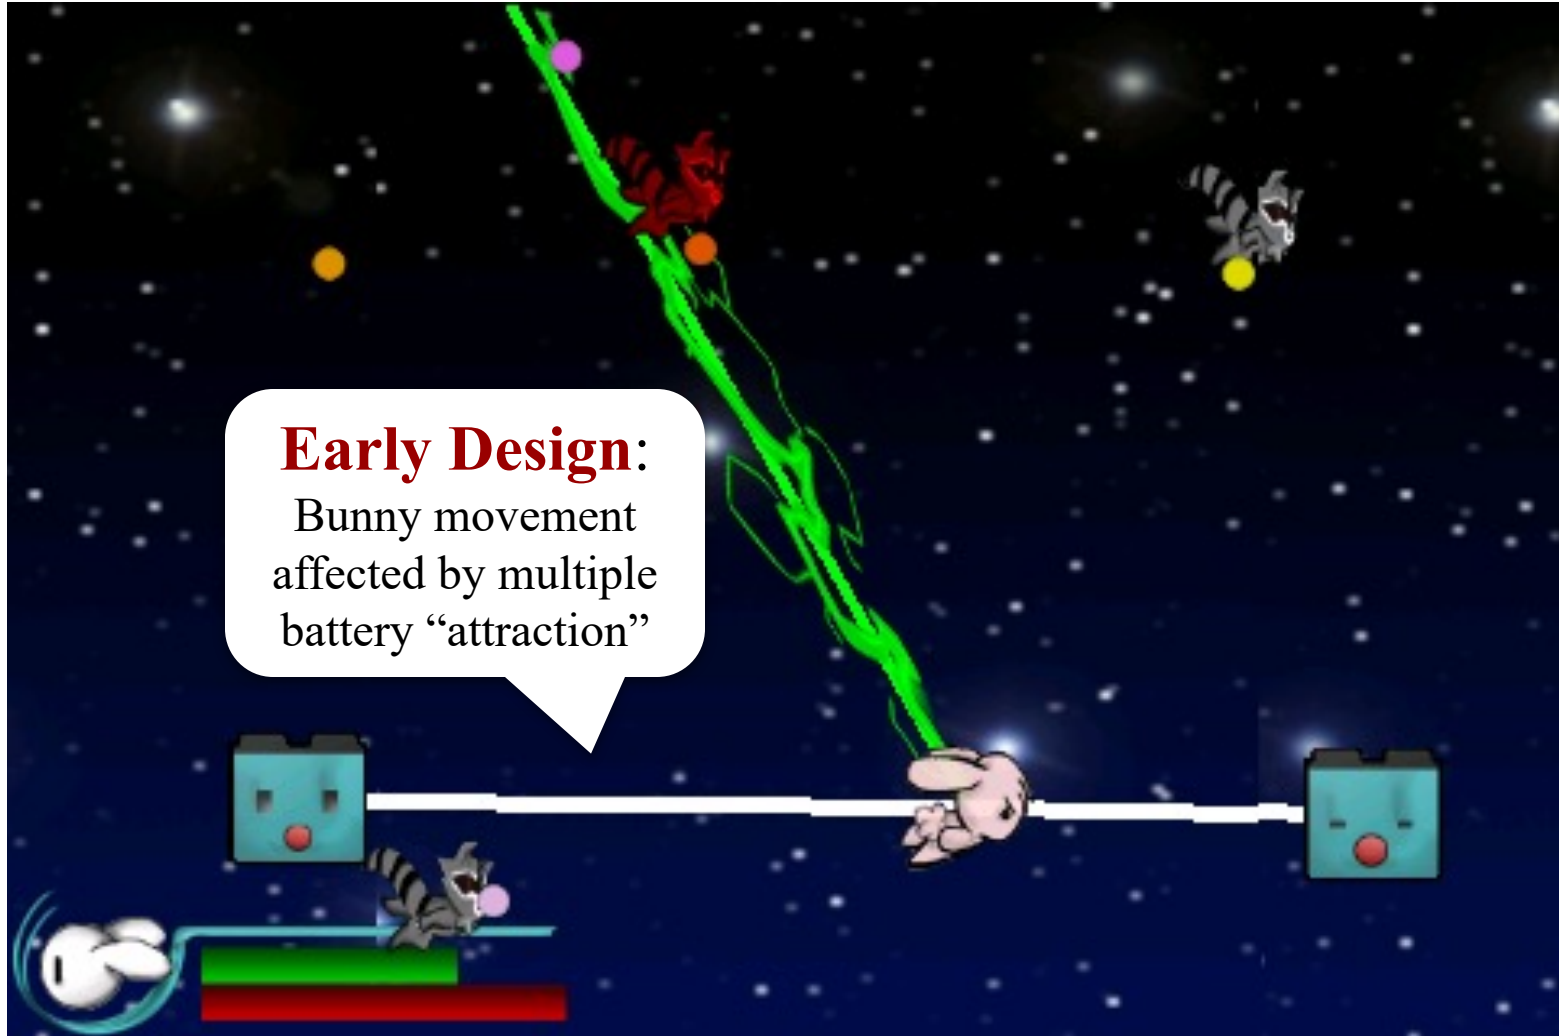 Early Design:
Bunny movement
affected by multiple
battery “attraction”